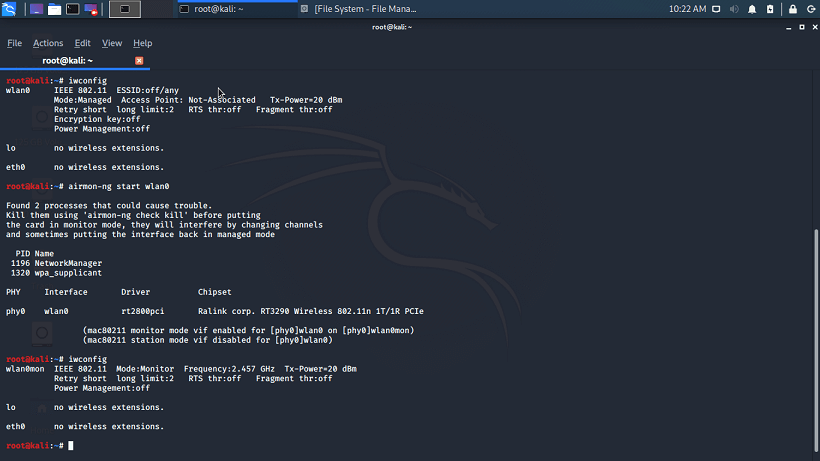 root@kali: ~
[File System - File Mana...
10:22 AM
root@kali: ~
File Actions Edit View Help
root@kali: ~
root@kali:~# iwconfig
wlan0     IEEE 802.11  ESSID:off/any
          Mode:Managed  Access Point: Not-Associated   Tx-Power=20 dBm
          Retry short  long limit:2   RTS thr:off   Fragment thr:off
          Encryption key:off
          Power Management:off
lo        no wireless extensions.
eth0      no wireless extensions.
root@kali:~# airmon-ng start wlan0
Found 2 processes that could cause trouble.
Kill them using 'airmon-ng check kill' before putting
the card in monitor mode, they will interfere by changing channels
and sometimes putting the interface back in managed mode
  PID Name
 1196 NetworkManager
 1320 wpa_supplicant
PHY     Interface       Driver          Chipset
phy0    wlan0           rt2800pci       Ralink corp. RT3290 Wireless 802.11n 1T/1R PCIe
                (mac80211 monitor mode vif enabled for [phy0]wlan0 on [phy0]wlan0mon)
                (mac80211 station mode vif disabled for [phy0]wlan0)
root@kali:~# iwconfig
wlan0mon  IEEE 802.11  Mode:Monitor  Frequency:2.457 GHz  Tx-Power=20 dBm
          Retry short  long limit:2   RTS thr:off   Fragment thr:off
          Power Management:off
lo        no wireless extensions.
eth0      no wireless extensions.
root@kali:~#